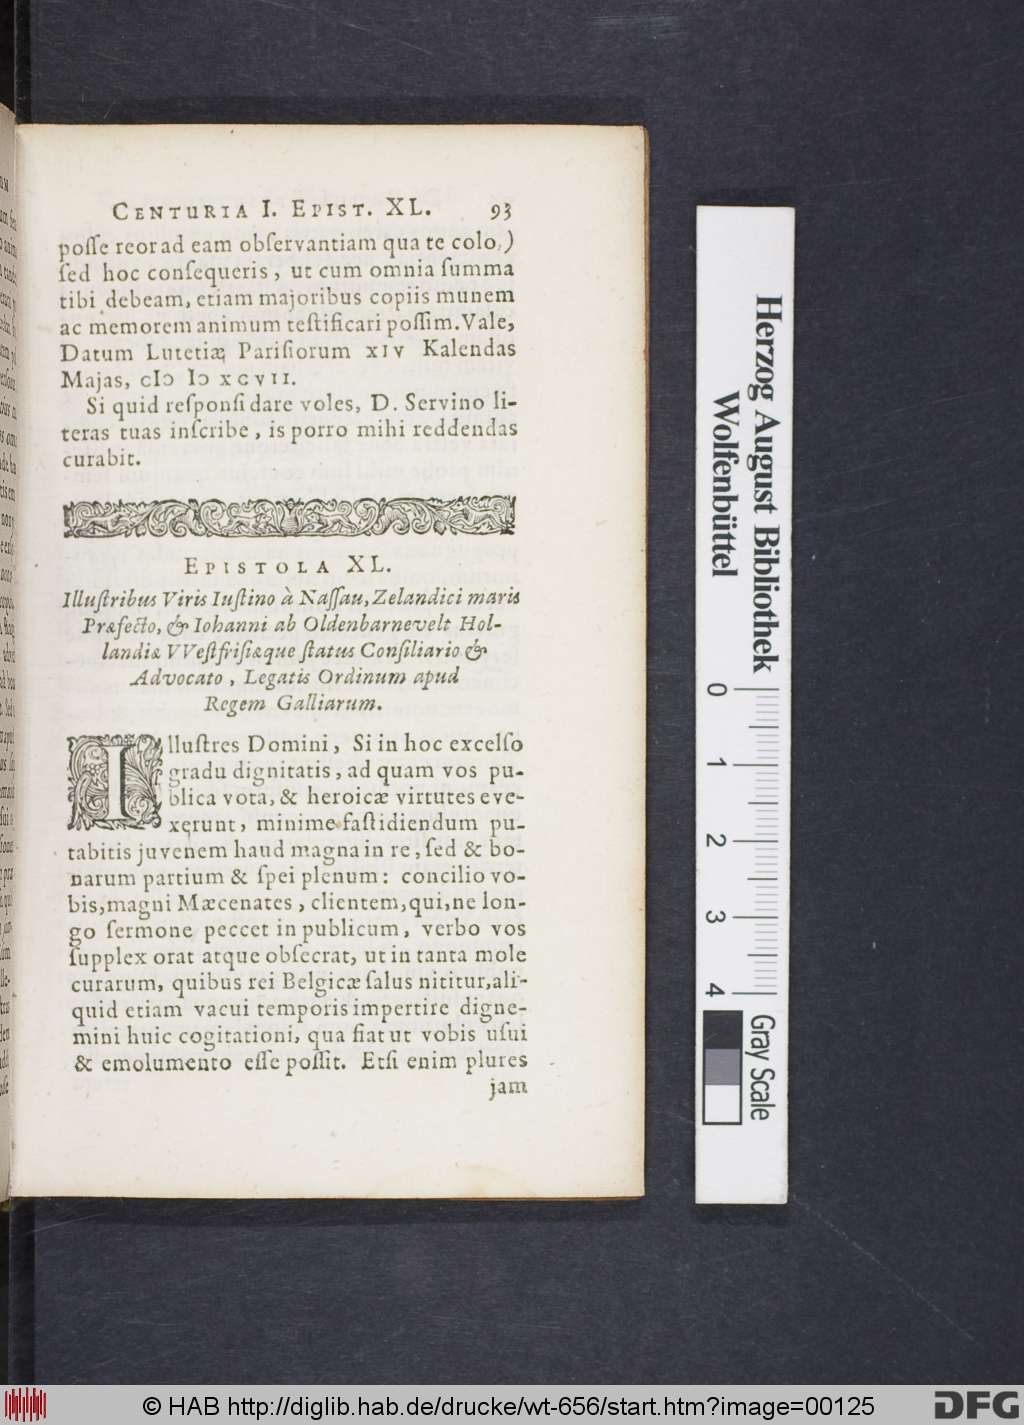 CENTURIA I. EPIST. XL. 93
posse reor ad eam observantiam qua te colo,)
sed hoc consequeris, ut cum omnia summa
tibi debeam, etiam majoribus copiis munem
ac memorem animum testificari possim. Vale,
Datum Lutetiæ Parisiorum XIV Kalendas
Majas, cIↄ Iↄ XCVII.
Si quid responsi dare voles, D. Servino li-
teras tuas inscribe, is porro mihi reddendas
curabit.
EPISTOLA XL.
Illustribus Viris Iustino à Nassau, Zelandici maris
Præfecto, & Iohanni ab Oldenbarnevelt Hol-
landiæ VVestfrisiæque status Consiliario &
Advocato, Legatis Ordinum apud
Regem Galliarum.
Illustres Domini, Si in hoc excelso
gradu dignitatis, ad quam vos pu-
blica vota, & heroicæ virtutes eve-
xerunt, minime fastidiendum pu-
tabitis juvenem haud magna in re, sed & bo-
narum partium & spei plenum: concilio vo-
bis, magni Mæcenates, clientem, qui, ne lon-
go sermone peccet in publicum, verbo vos
supplex orat atque obsecrat, ut in tanta mole
curarum, quibus rei Belgicæ salus nititur, ali-
quid etiam vacui temporis impertire digne-
mini huic cogitationi, qua fiat ut vobis usui
& emolumento esse possit. Etsi enim plures
jam
Herzog August Bibliothek
Wolfenbüttel
0 1 2 3 4
Gray Scale
© HAB http://diglib.hab.de/drucke/wt-656/start.htm?image=00125
DFG